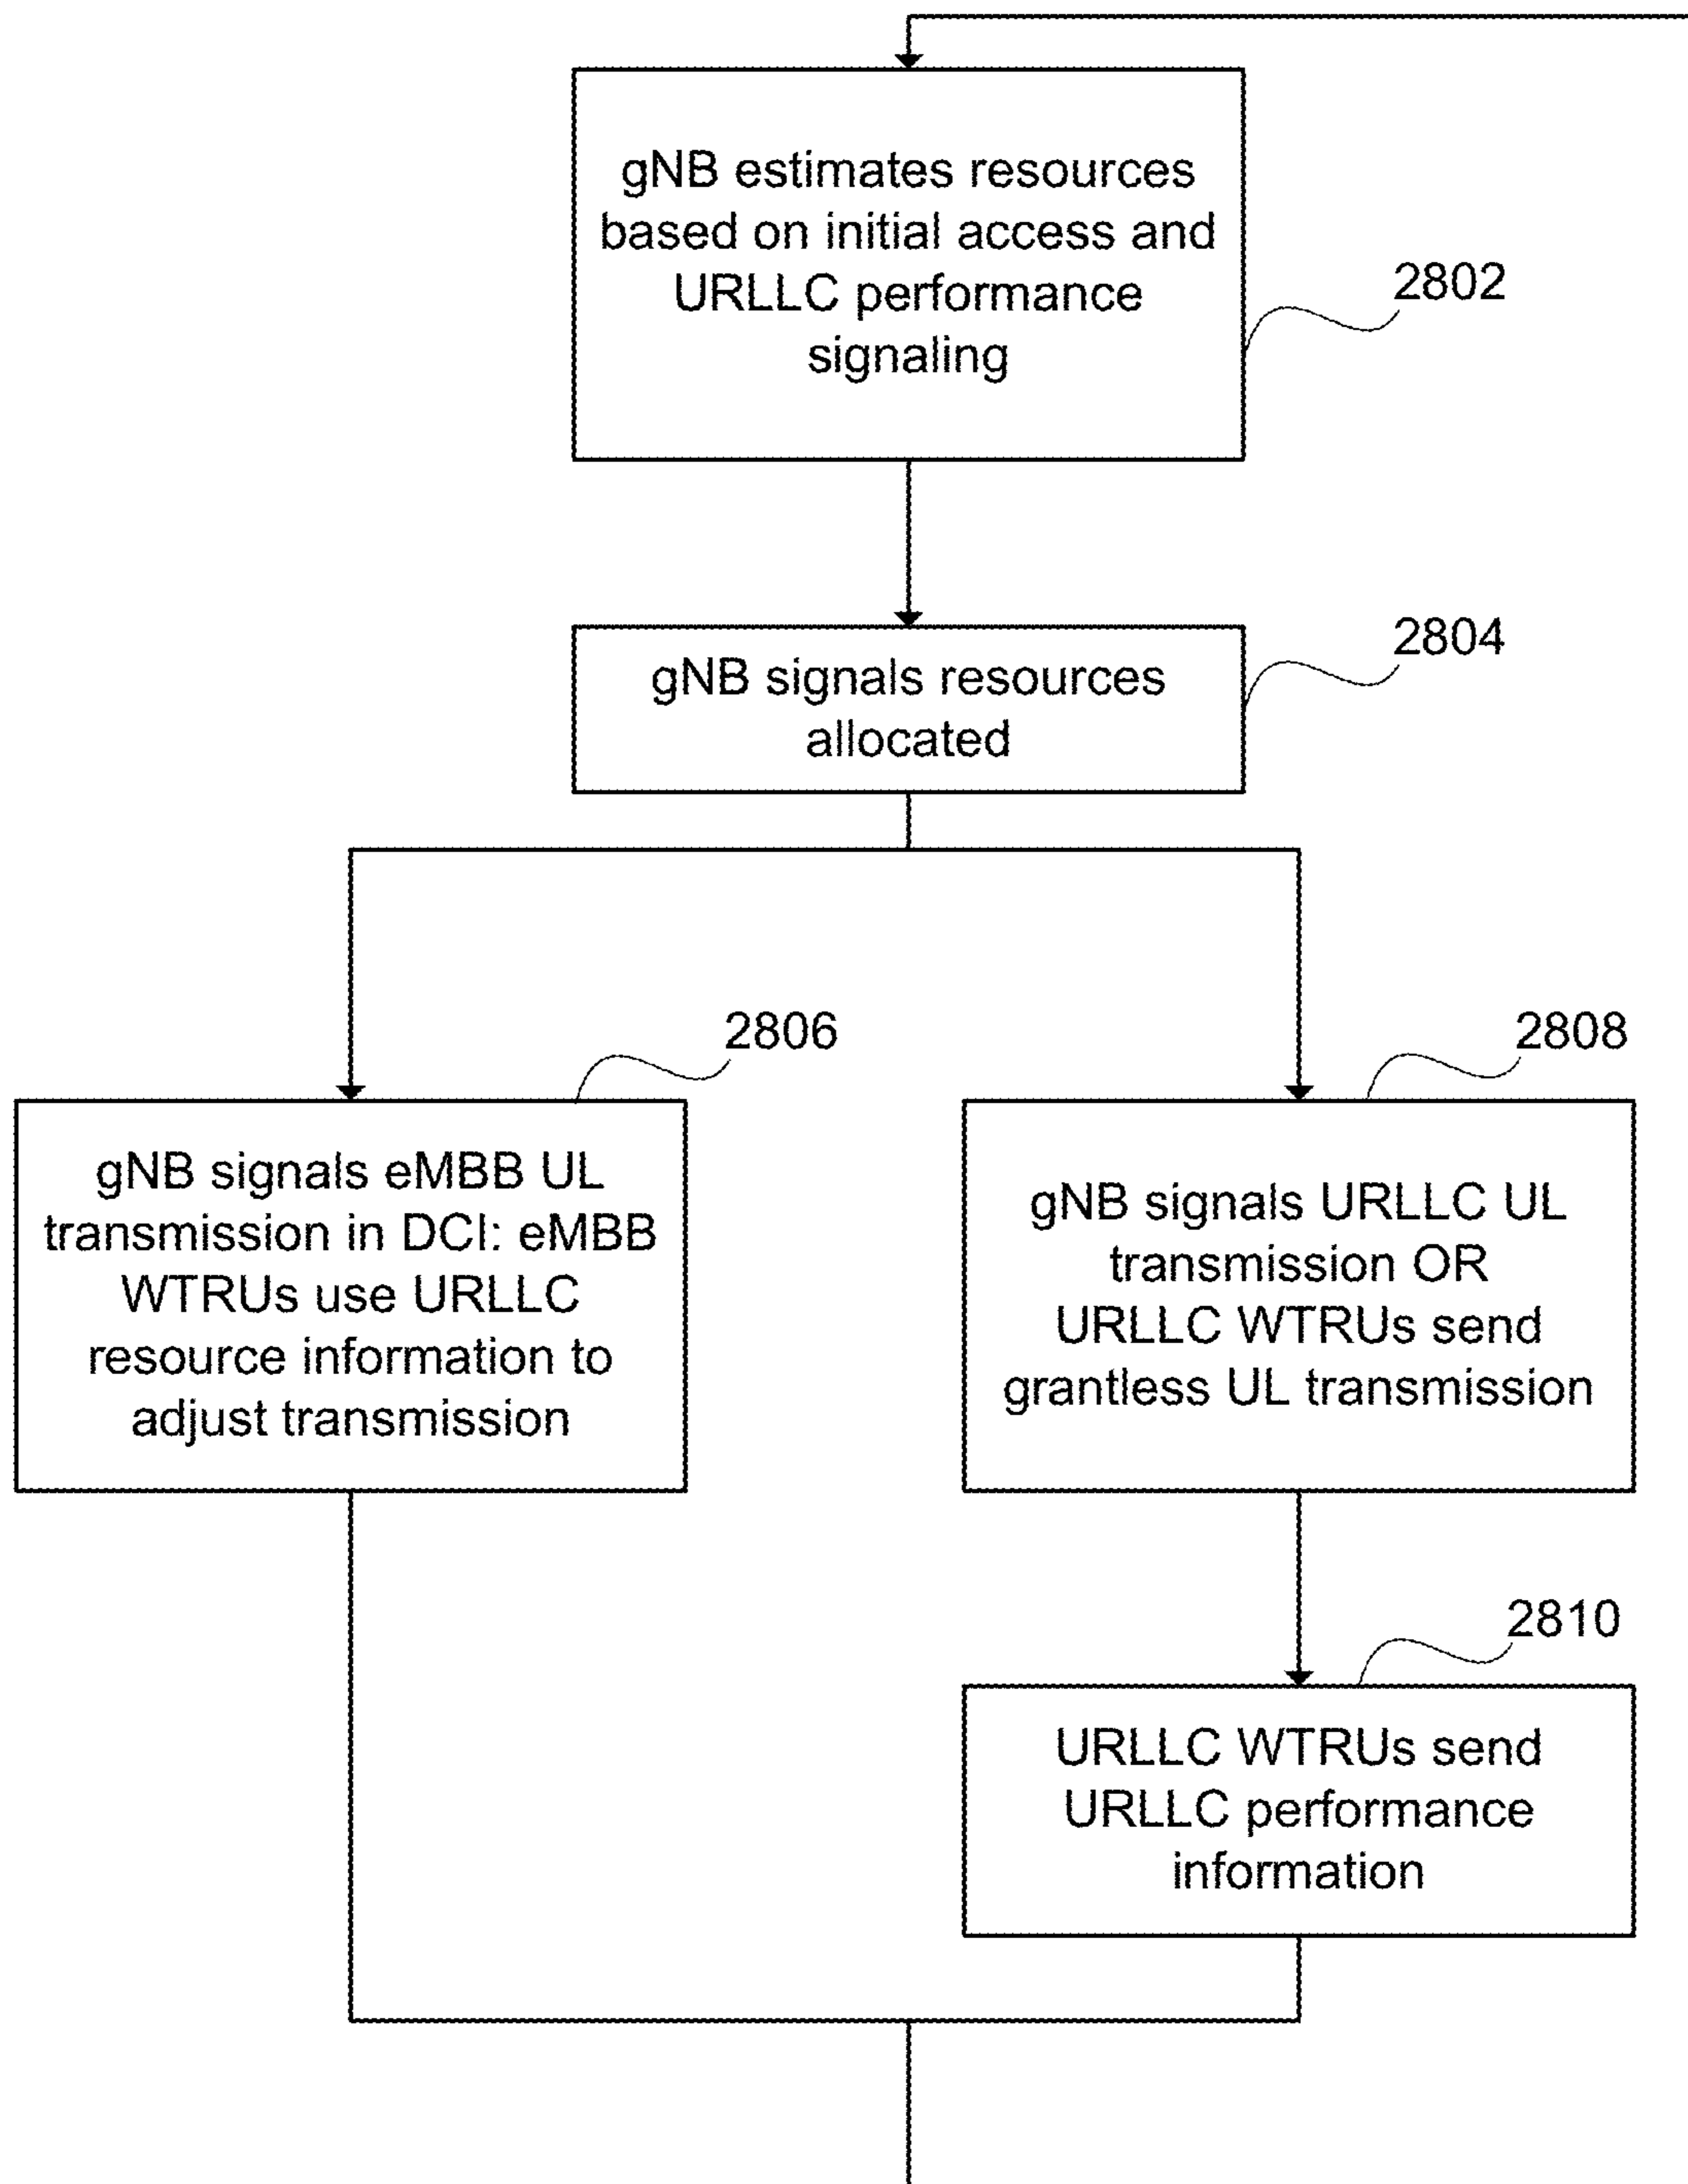 gNB estimates resources
based on initial access and
URLLC performance
signaling
2802
gNB signals resources
allocated
2804
2806
gNB signals eMBB UL
transmission in DCI: eMBB
WTRUs use URLLC
resource information to
adjust transmission
2808
gNB signals URLLC UL
transmission OR
URLLC WTRUs send
grantless UL transmission
2810
URLLC WTRUs send
URLLC performance
information